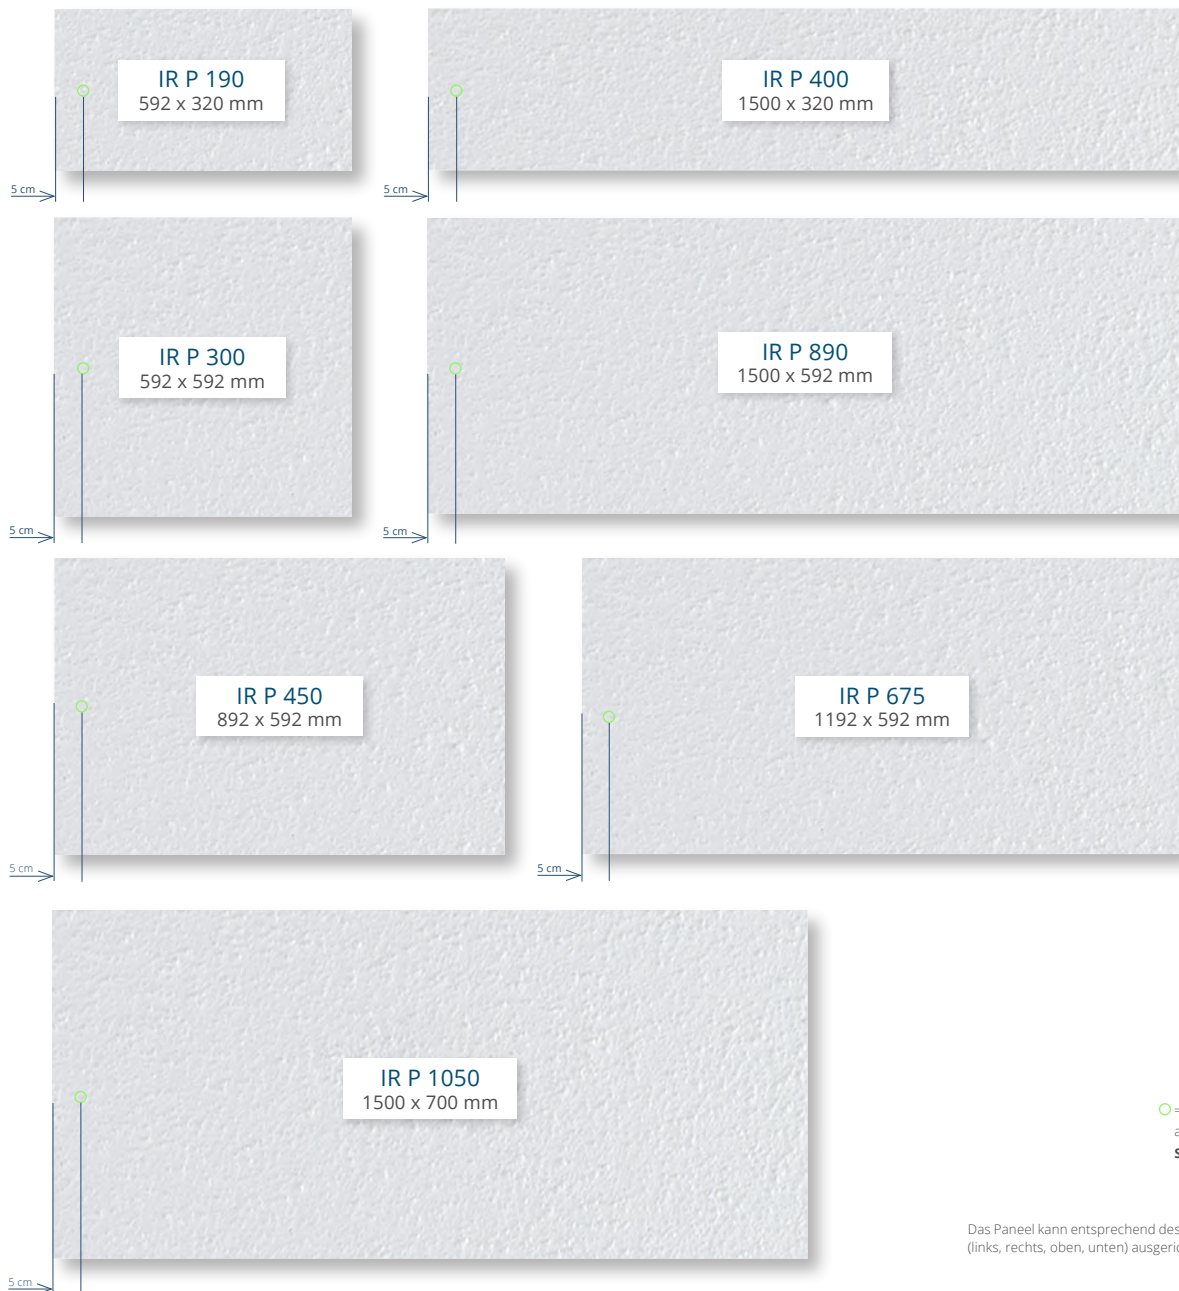 IR P 190
592 x 320 mm
5 cm
IR P 400
1500 x 320 mm
5 cm
IR P 300
592 x 592 mm
5 cm
IR P 890
1500 x 592 mm
5 cm
IR P 450
892 x 592 mm
5 cm
IR P 675
1192 x 592 mm
5 cm
IR P 1050
1500 x 700 mm
5 cm
=
Das Paneel kann entsprechend des
(links, rechts, oben, unten)